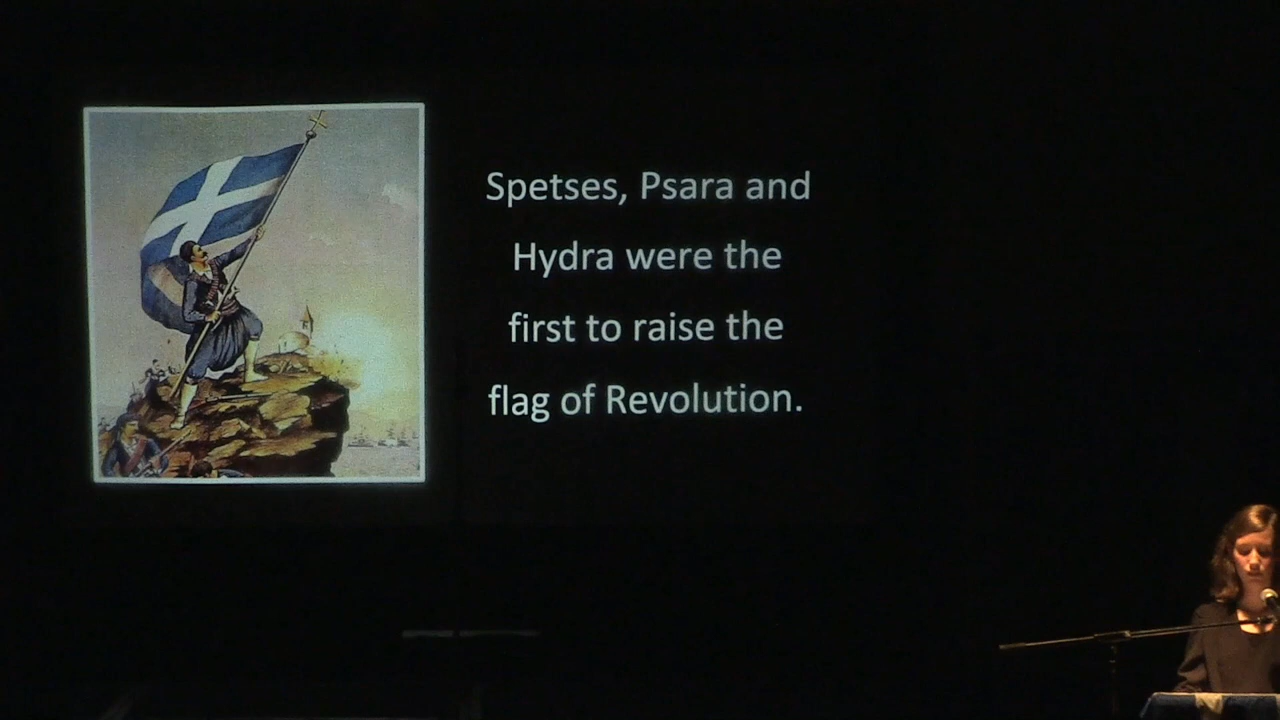 Spetses, Psara and
Hydra were the
first to raise the
flag of Revolution.